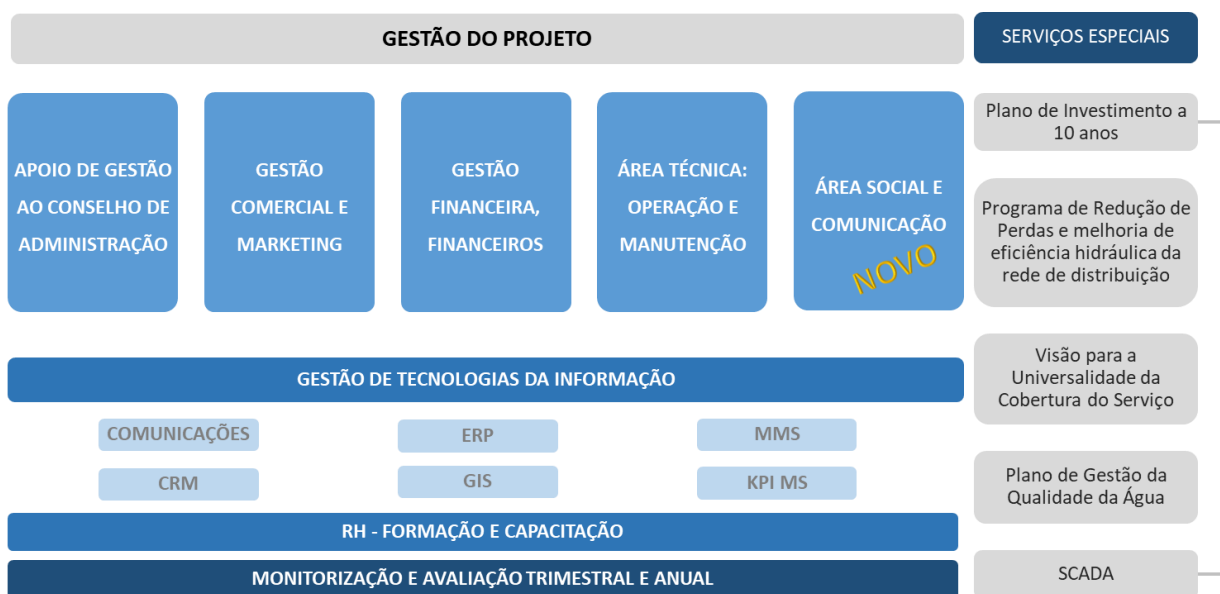 GESTÃO DO PROJETO
APOIO DE GESTÃO
AO CONSELHO DE
ADMINISTRAÇÃO
GESTÃO
COMERCIAL E
MARKETING
GESTÃO
FINANCEIRA,
FINANCEIROS
ÁREA TÉCNICA:
OPERAÇÃO E
MANUTENÇÃO
ÁREA SOCIAL E
COMUNICAÇÃO
NOVO
GESTÃO DE TECNOLOGIAS DA INFORMAÇÃO
COMUNICAÇÕES
ERP
MMS
CRM
GIS
KPI MS
RH - FORMAÇÃO E CAPACITAÇÃO
MONITORIZAÇÃO E AVALIAÇÃO TRIMESTRAL E ANUAL
SERVIÇOS ESPECIAIS
Plano de Investimento a
10 anos
Programa de Redução de
Perdas e melhoria de
eficiência hidráulica da
rede de distribuição
Visão para a
Universalidade da
Cobertura do Serviço
Plano de Gestão da
Qualidade da Água
SCADA